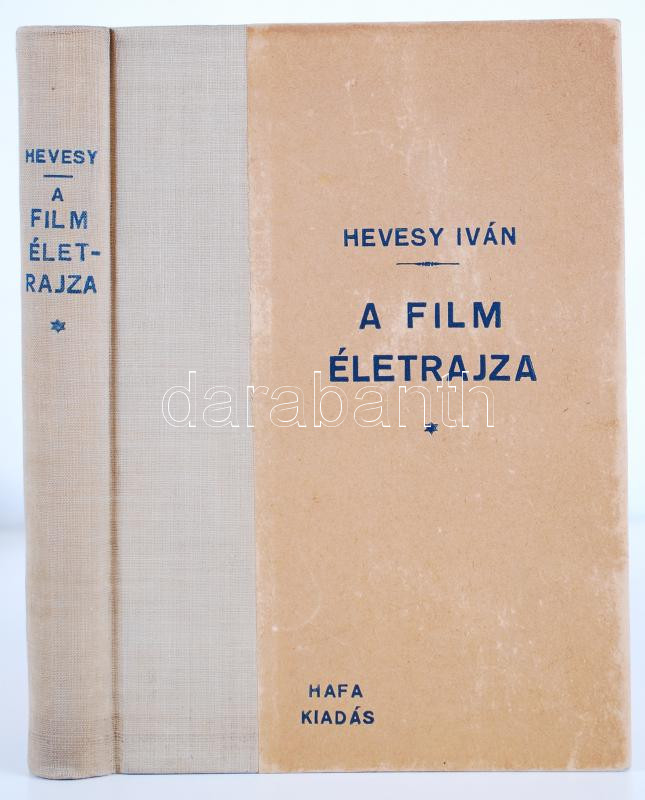 HEVESY
A
FILM
ÉLET-
RAJZA
HEVESY IVÁN
A FILM
ÉLETRAJZA
darabanth
HAFA
KIADÁS